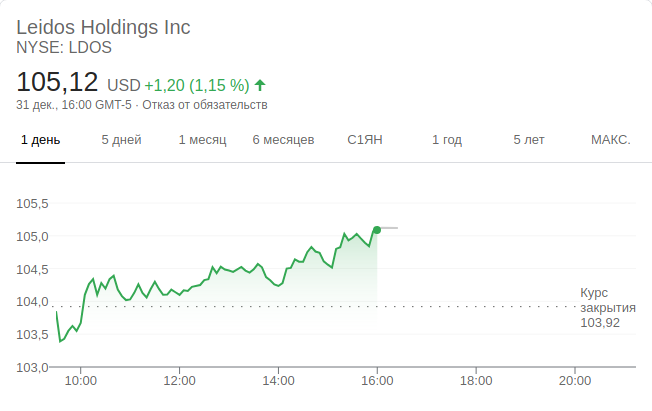 Leidos Holdings Inc
NYSE: LDOS
105,12 USD +1,20 (1,15 %)
31 дек., 16:00 GMT-5 · Отказ от обязательств
1 день 5 дней 1 месяц 6 месяцев С1ЯН 1 год 5 лет МАКС.
105,5
105,0
104,5
104,0
103,5
103,0
Курс
закрытия
103,92
10:00 12:00 14:00 16:00 18:00 20:00